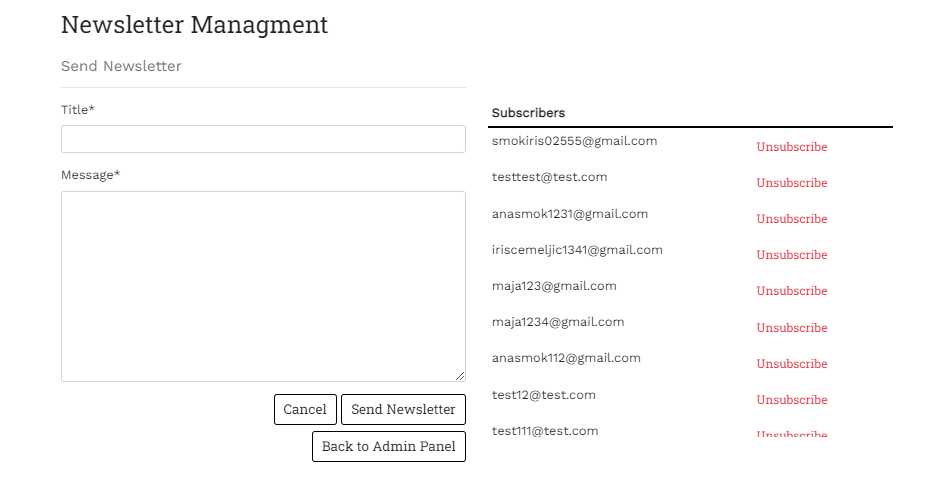 Newsletter Managment
Send Newsletter
Title*
Message*
Cancel
Send Newsletter
Back to Admin Panel
Subscribers
smokiris02555@gmail.com Unsubscribe
testtest@test.com Unsubscribe
anasmok1231@gmail.com Unsubscribe
iriscemeljic1341@gmail.com Unsubscribe
maja123@gmail.com Unsubscribe
maja1234@gmail.com Unsubscribe
anasmok112@gmail.com Unsubscribe
test12@test.com Unsubscribe
test111@test.com Unsubscribe